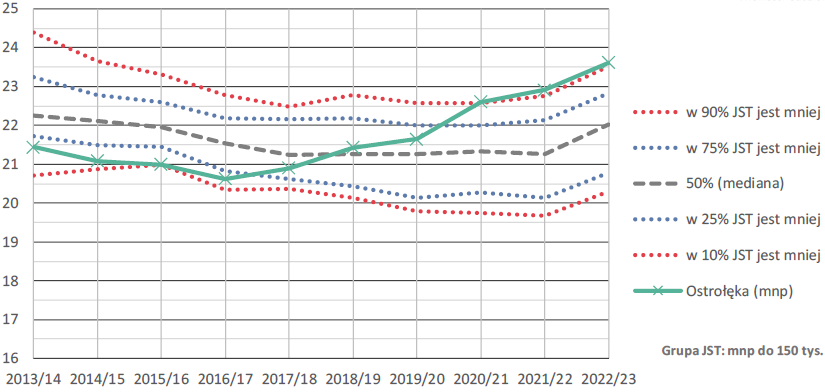 25
24
23
22
21
20
19
18
17
16
2013/14 2014/15 2015/16 2016/17 2017/18 2018/19 2019/20 2020/21 2021/22 2022/23
w 90% JST jest mniej
w 75% JST jest mniej
50% (mediana)
w 25% JST jest mniej
w 10% JST jest mniej
Ostrołęka (mnp)
Grupa JST: mnp do 150 tys.